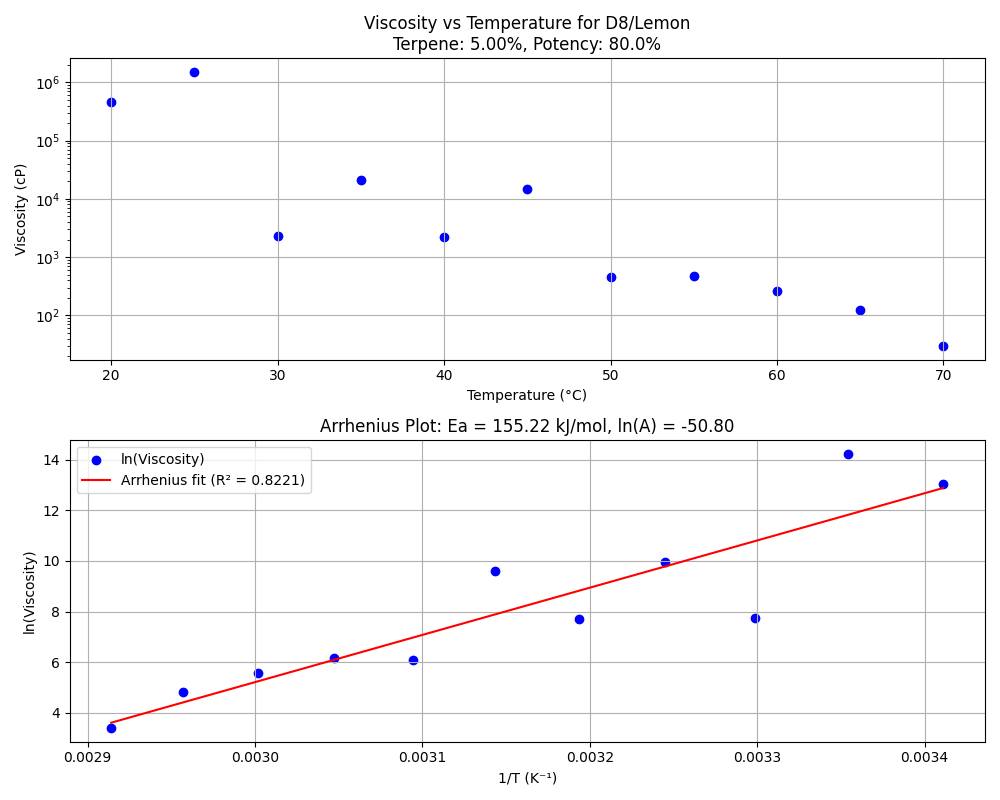 Viscosity vs Temperature for D8/Lemon
Terpene: 5.00%, Potency: 80.0%
Viscosity (cP)
10⁶
10⁵
10⁴
10³
10²
20 30 40 50 60 70
Temperature (°C)
Arrhenius Plot: Ea = 155.22 kJ/mol, ln(A) = -50.80
ln(Viscosity)
Arrhenius fit (R² = 0.8221)
ln(Viscosity)
14
12
10
8
6
4
0.0029 0.0030 0.0031 0.0032 0.0033 0.0034
1/T (K⁻¹)